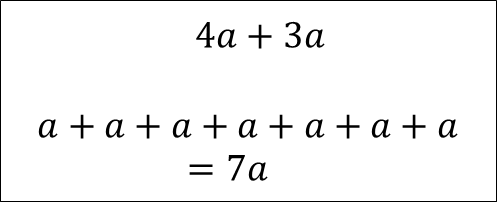 4a + 3a
a + a + a + a + a + a + a
= 7a